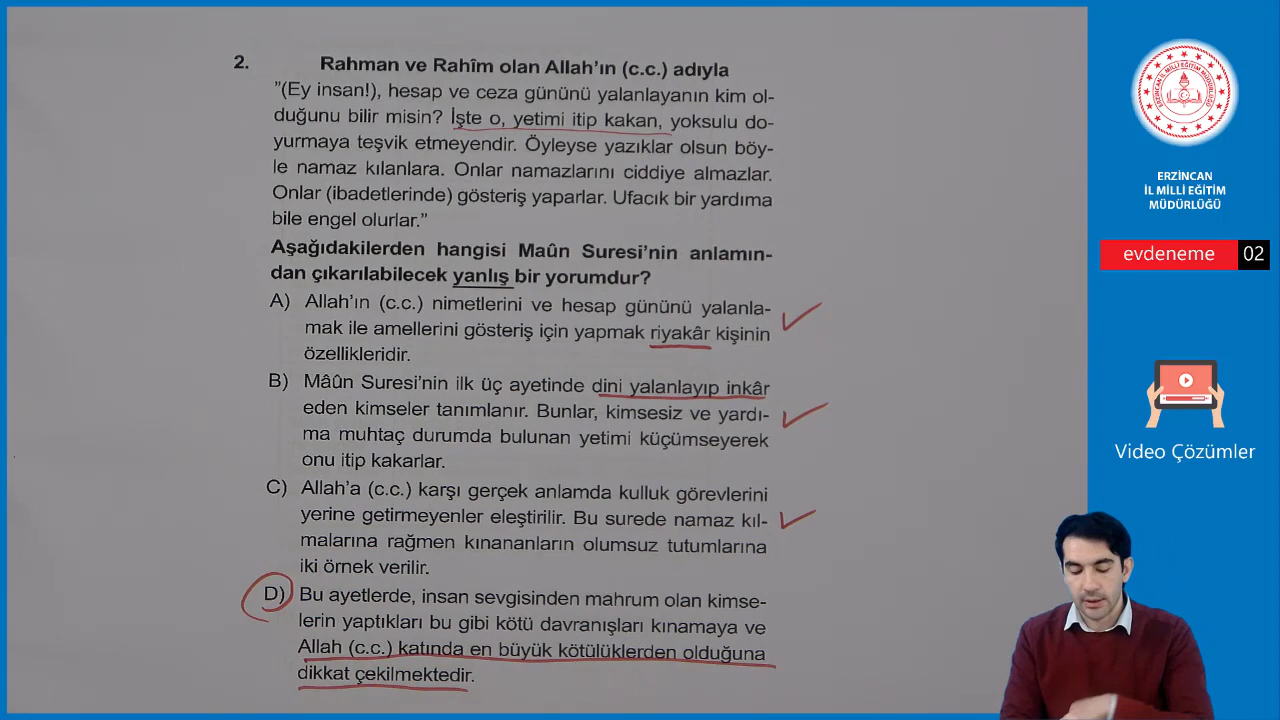 2. Rahman ve Rahîm olan Allah’ın (c.c.) adıyla
”(Ey insan!), hesap ve ceza gününü yalanlayanın kim ol-
duğunu bilir misin? İşte o, yetimi itip kakan, yoksulu do-
yurmaya teşvik etmeyendir. Öyleyse yazıklar olsun böy-
le namaz kılanlara. Onlar namazlarını ciddiye almazlar.
Onlar (ibadetlerinde) gösteriş yaparlar. Ufacık bir yardıma
bile engel olurlar.”
Aşağıdakilerden hangisi Maûn Suresi’nin anlamın-
dan çıkarılabilecek yanlış bir yorumdur?
A) Allah’ın (c.c.) nimetlerini ve hesap gününü yalanla-
mak ile amellerini gösteriş için yapmak riyakâr kişinin
özellikleridir.
B) Mâûn Suresi’nin ilk üç ayetinde dini yalanlayıp inkâr
eden kimseler tanımlanır. Bunlar, kimsesiz ve yardı-
ma muhtaç durumda bulunan yetimi küçümseyerek
onu itip kakarlar.
C) Allah’a (c.c.) karşı gerçek anlamda kulluk görevlerini
yerine getirmeyenler eleştirilir. Bu surede namaz kıl-
malarına rağmen kınananların olumsuz tutumlarına
iki örnek verilir.
D) Bu ayetlerde, insan sevgisinden mahrum olan kimse-
lerin yaptıkları bu gibi kötü davranışları kınamaya ve
Allah (c.c.) katında en büyük kötülüklerden olduğuna
dikkat çekilmektedir.
ERZİNCAN İL MİLLİ EĞİTİM MÜDÜRLÜĞÜ
ERZİNCAN
İL MİLLİ EĞİTİM
MÜDÜRLÜĞÜ
evdeneme 02
Video Çözümler